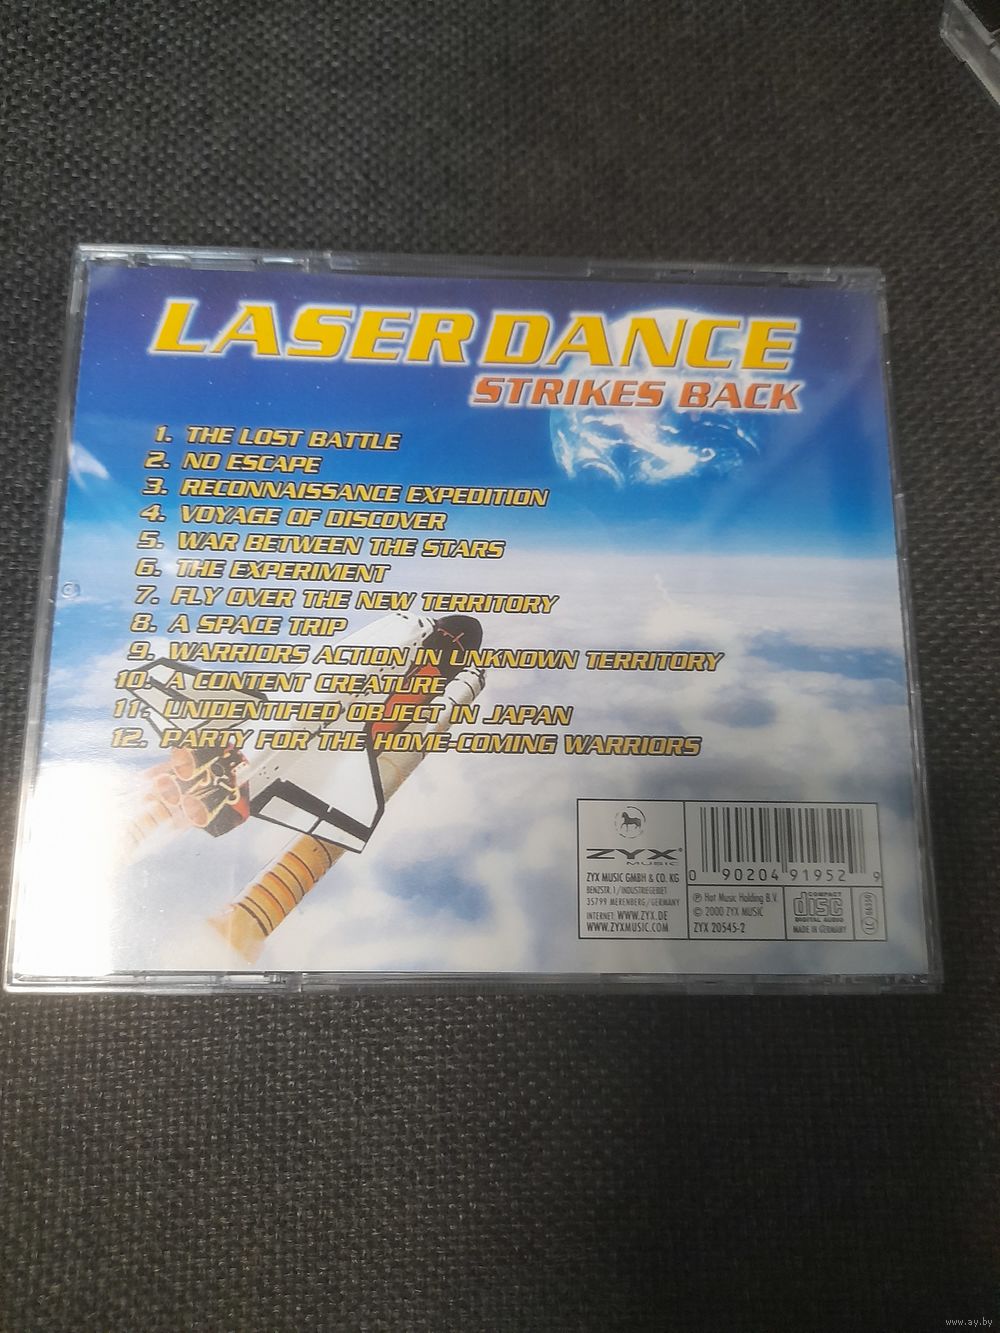 LASERDANCE
STRIKES BACK
1. THE LOST BATTLE
2. NO ESCAPE
3. RECONNAISSANCE EXPEDITION
4. VOYAGE OF DISCOVER
5. WAR BETWEEN THE STARS
6. THE EXPERIMENT
7. FLY OVER THE NEW TERRITORY
8. A SPACE TRIP
9. WARRIORS ACTION IN UNKNOWN TERRITORY
10. A CONTENT CREATURE
11. UNIDENTIFIED OBJECT IN JAPAN
12. PARTY FOR THE HOME-COMING WARRIORS
ZYX®
MUSIC
ZYX MUSIC GMBH & CO. KG
BENZSTR. 1/INDUSTRIEGEBIET
35799 MERENBERG/GERMANY
INTERNET: WWW.ZYX.DE
WWW.ZYXMUSIC.COM
0 90204 91952 9
℗ Hot Music Holding B.V.
© 2000 ZYX MUSIC
ZYX 20545-2
COMPACT
disc
DIGITAL AUDIO
MADE IN GERMANY
LC
www.ay.by